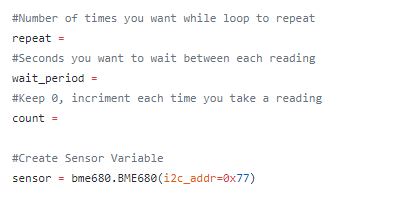 #Number of times you want while loop to repeat
repeat =
#Seconds you want to wait between each reading
wait_period =
#Keep 0, incriment each time you take a reading
count =
#Create Sensor Variable
sensor = bme680.BME680(i2c_addr=0x77)